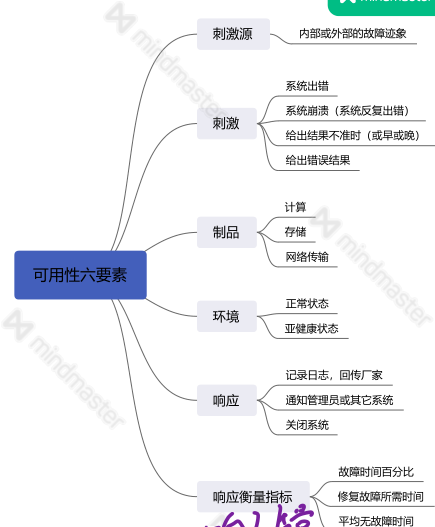 mindmaster
刺激源
内部或外部的故障迹象
刺激
系统出错
系统崩溃（系统反复出错）
给出结果不准时（或早或晚）
给出错误结果
可用性六要素
制品
计算
存储
网络传输
mindmaster
环境
正常状态
亚健康状态
mindmaster
响应
记录日志，回传厂家
通知管理员或其它系统
关闭系统
响应衡量指标
故障时间百分比
修复故障所需时间
平均无故障时间